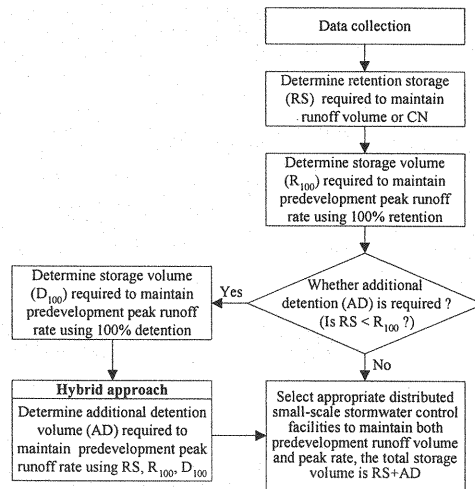 Data collection
Determine retention storage
(RS) required to maintain
runoff volume or CN
Determine storage volume
(R100) required to maintain
predevelopment peak runoff
rate using 100% retention
Whether additional
detention (AD) is required ?
(Is RS < R100 ?)
Yes
No
Determine storage volume
(D100) required to maintain
predevelopment peak runoff
rate using 100% detention
Hybrid approach
Determine additional detention
volume (AD) required to
maintain predevelopment peak
runoff rate using RS, R100, D100
Select appropriate distributed
small-scale stormwater control
facilities to maintain both
predevelopment runoff volume
and peak rate, the total storage
volume is RS+AD